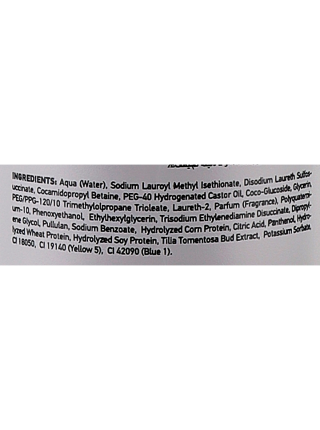 INGREDIENTS: Aqua (Water), Sodium Lauroyl Methyl Isethionate, Disodium Laureth Sulfos-
uccinate, Cocamidopropyl Betaine, PEG-40 Hydrogenated Castor Oil, Coco-Glucoside, Glycerin,
PEG/PPG-120/10 Trimethylolpropane Trioleate, Laureth-2, Parfum (Fragrance), Polyquaterni-
um-10, Phenoxyethanol, Ethylhexylglycerin, Trisodium Ethylenediamine Disuccinate, Dipropyl-
ene Glycol, Pullulan, Sodium Benzoate, Hydrolyzed Corn Protein, Citric Acid, Panthenol, Hydro-
lyzed Wheat Protein, Hydrolyzed Soy Protein, Tilia Tomentosa Bud Extract, Potassium Sorbate,
CI 18050, CI 19140 (Yellow 5), CI 42090 (Blue 1).